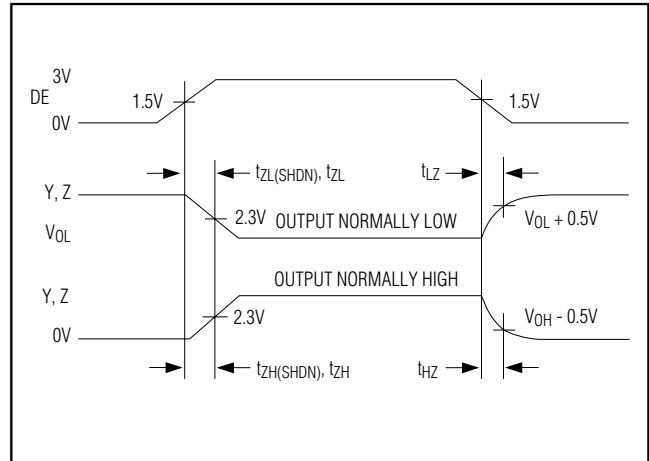 3V
DE
1.5V
1.5V
0V
tZL(SHDN), tZL
tLZ
Y, Z
2.3V
OUTPUT NORMALLY LOW
VOL + 0.5V
VOL
OUTPUT NORMALLY HIGH
Y, Z
2.3V
VOH - 0.5V
0V
tZH(SHDN), tZH
tHZ